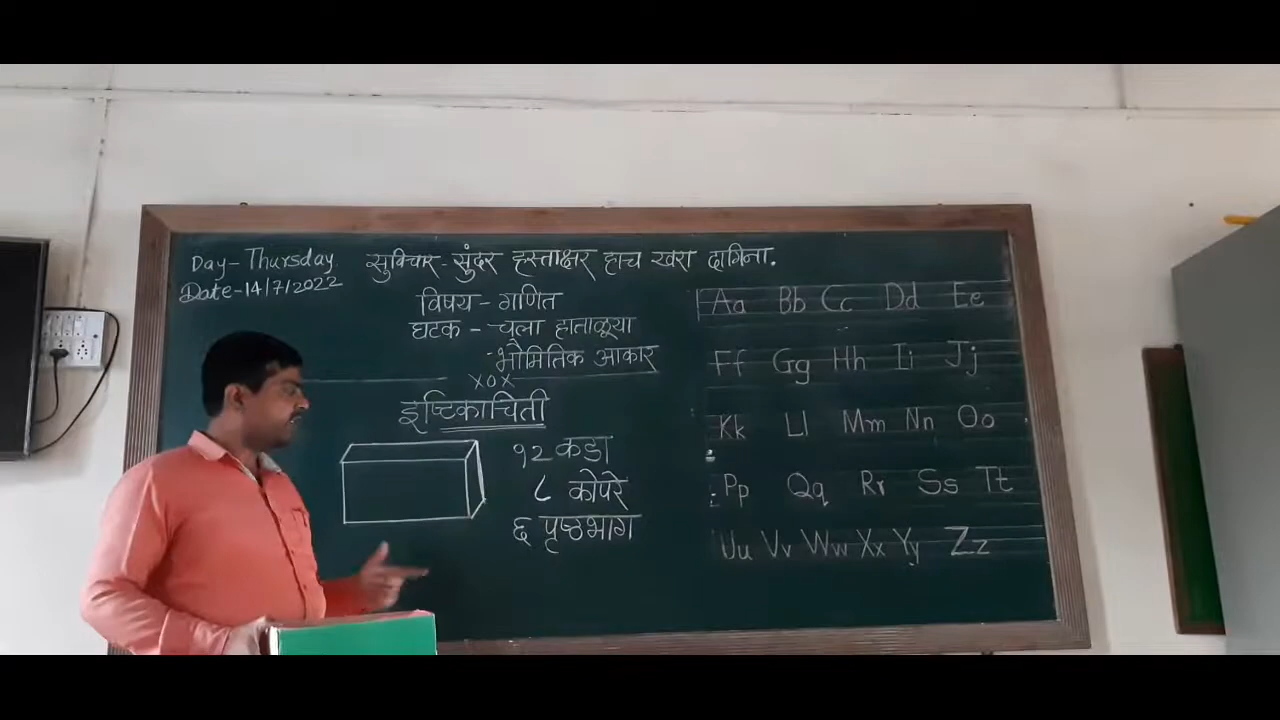 Day-Thursday
Date-14/7/2022
सुविचार-सुंदर हस्ताक्षर हाच खरा दागिना.
विषय-गणित
घटक-चला हाताळूया
-भौमितिक आकार
xox
इष्टिकाचिती
१२ कडा
८ कोपरे
६ पृष्ठभाग
Aa Bb Cc Dd Ee
Ff Gg Hh Ii Jj
Kk Ll Mm Nn Oo
Pp Qq Rr Ss Tt
Uu Vv Ww Xx Yy Zz